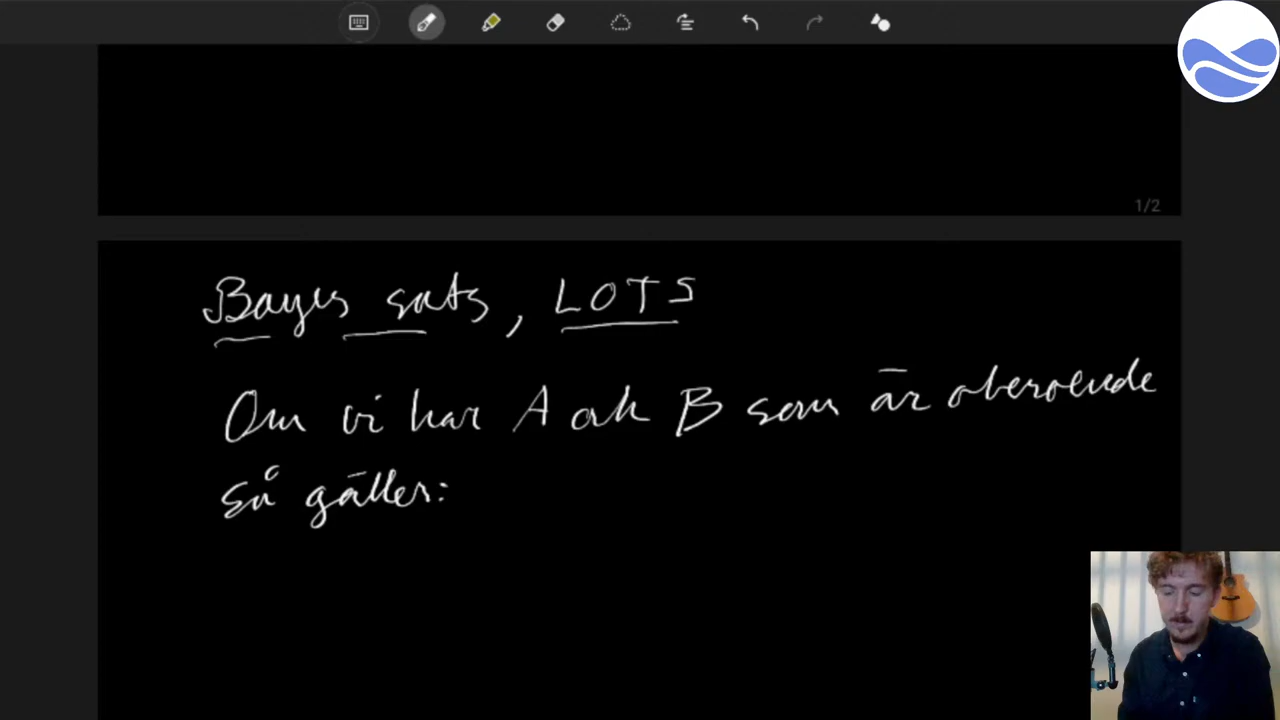 1/2
Bayes sats, LOTS
Om vi har A och B som är oberoende
så gäller: